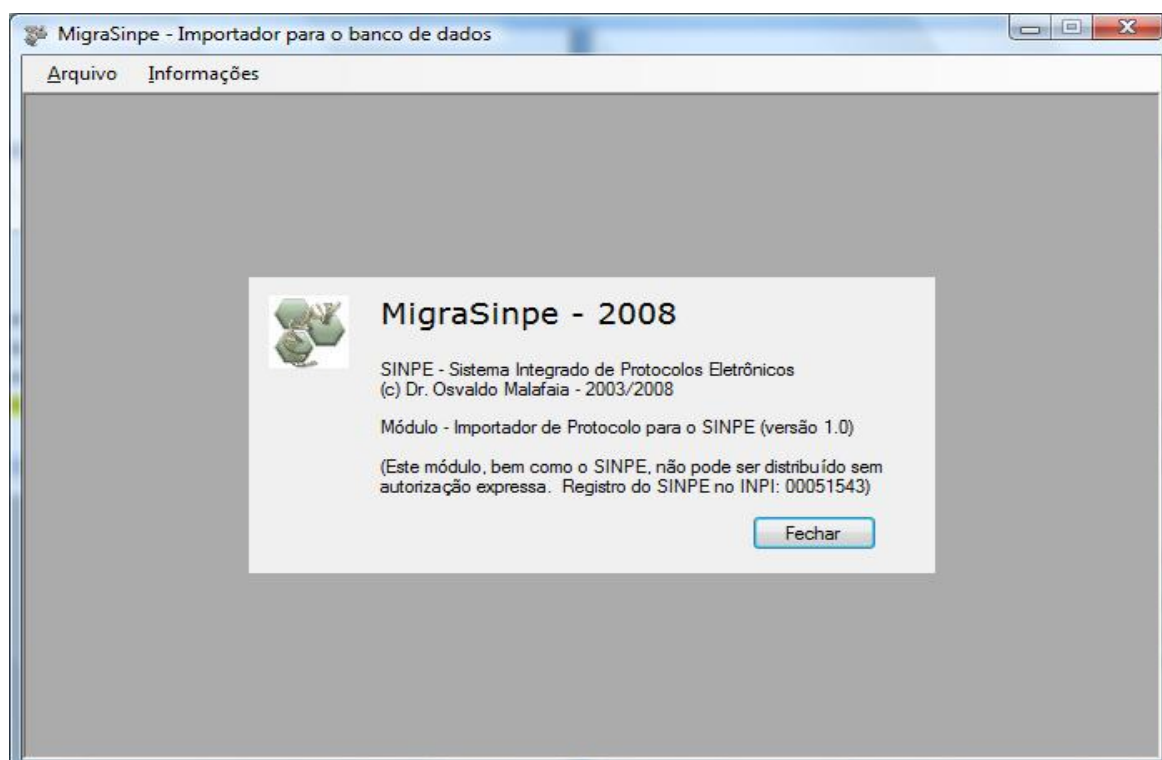 MigraSinpe - Importador para o banco de dados
Arquivo Informações
MigraSinpe - 2008
SINPE - Sistema Integrado de Protocolos Eletrônicos
(c) Dr. Osvaldo Malafaia - 2003/2008
Módulo - Importador de Protocolo para o SINPE (versão 1.0)
(Este módulo, bem como o SINPE, não pode ser distribuído sem
autorização expressa. Registro do SINPE no INPI: 00051543)
Fechar